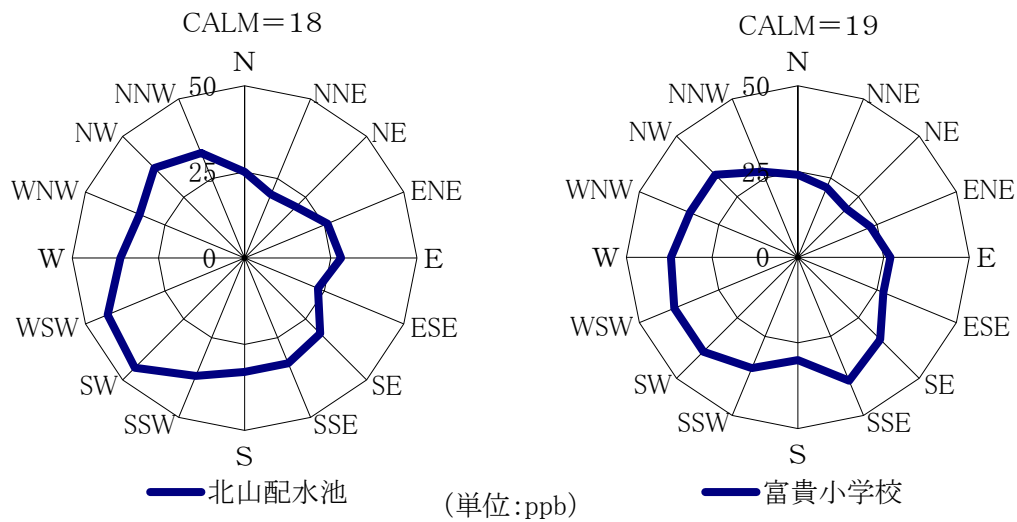 CALM＝18
N
NNE
NE
ENE
E
ESE
SE
SSE
S
SSW
SW
WSW
W
WNW
NW
NNW
50
25
0
北山配水池
CALM＝19
N
NNE
NE
ENE
E
ESE
SE
SSE
S
SSW
SW
WSW
W
WNW
NW
NNW
50
25
0
富貴小学校
（単位:ppb）